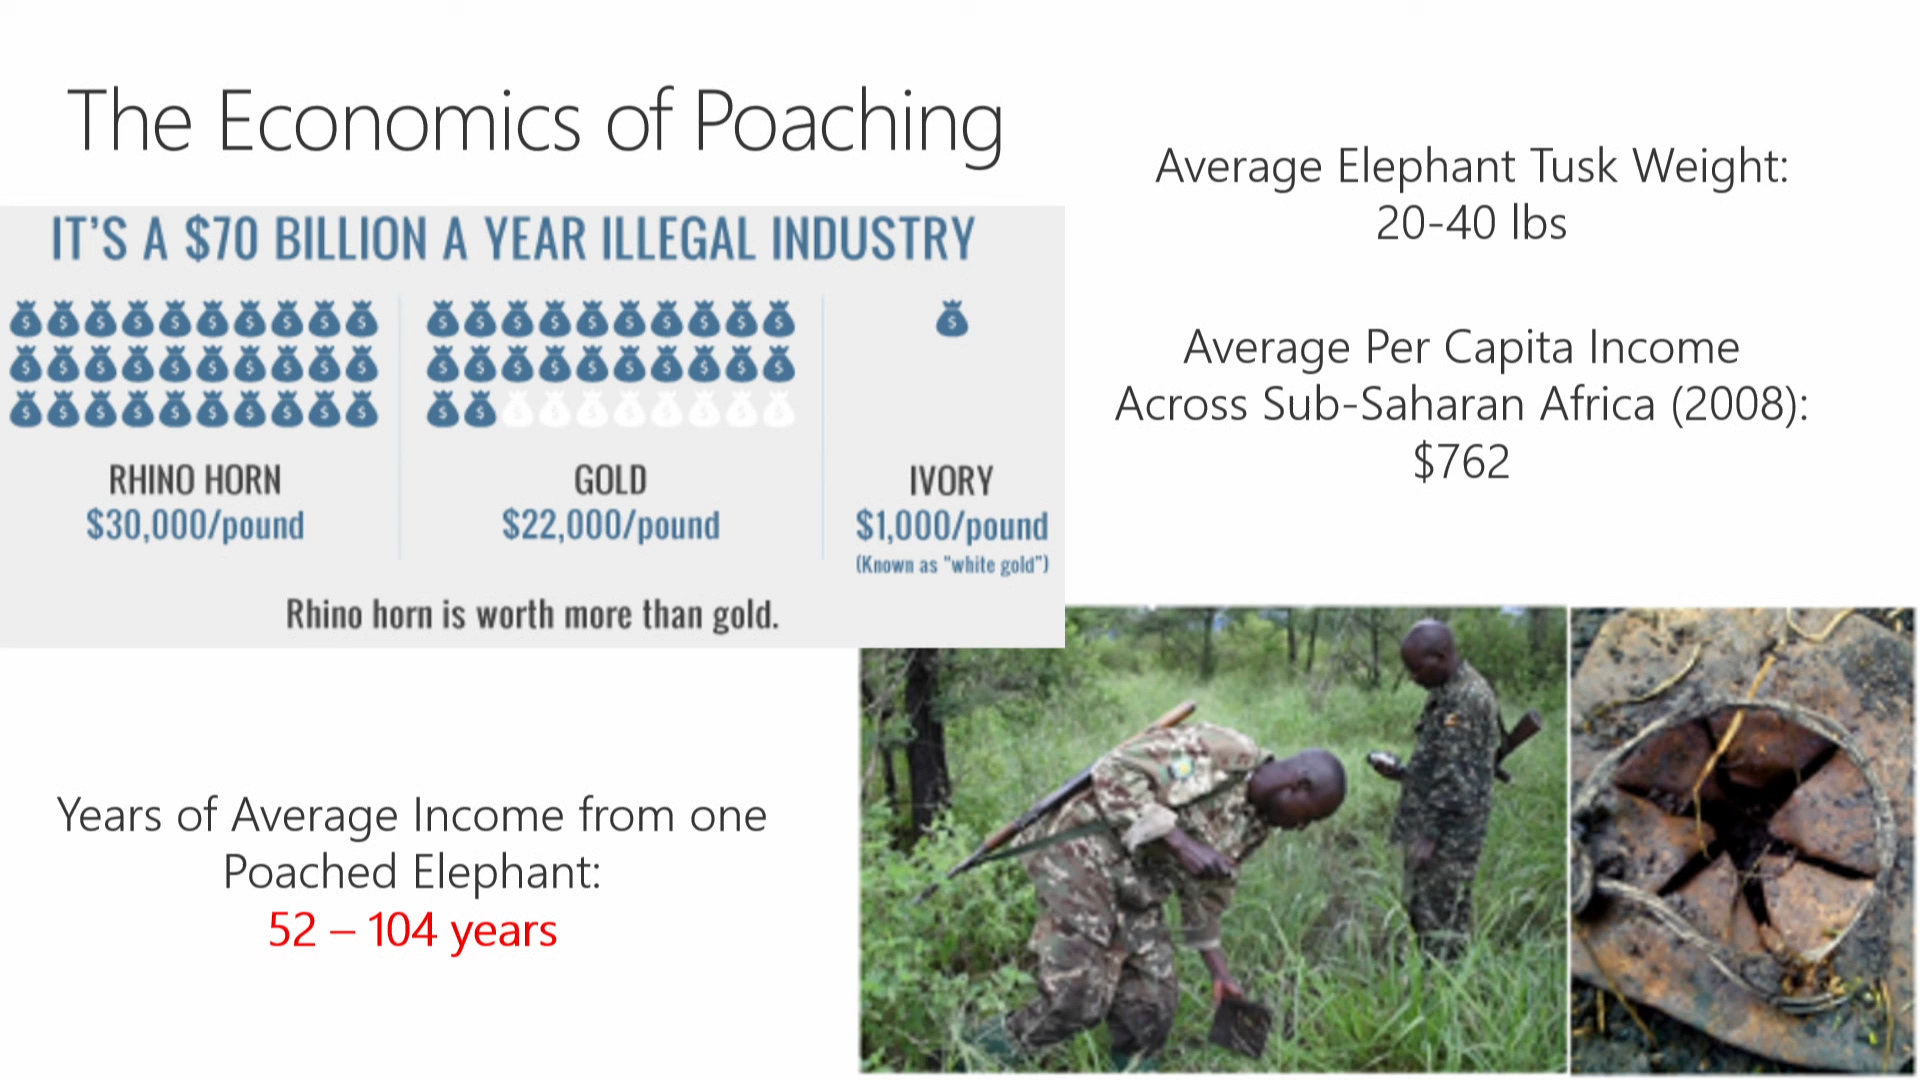 The Economics of Poaching
IT'S A $70 BILLION A YEAR ILLEGAL INDUSTRY
RHINO HORN
$30,000/pound
GOLD
$22,000/pound
IVORY
$1,000/pound
(Known as "white gold")
Rhino horn is worth more than gold.
Average Elephant Tusk Weight:
20-40 lbs
Average Per Capita Income
Across Sub-Saharan Africa (2008):
$762
Years of Average Income from one
Poached Elephant:
52 – 104 years